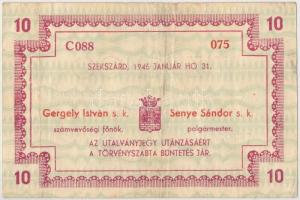 10 10
C088 075
SZEKSZÁRD, 1946 JANUÁR HÓ 31.
Gergely István s. k. Senye Sándor s. k.
számvevőségi főnök. polgármester.
AZ UTALVÁNYJEGY UTÁNZÁSÁÉRT
A TÖRVÉNYSZABTA BÜNTETÉS JÁR.
10 10